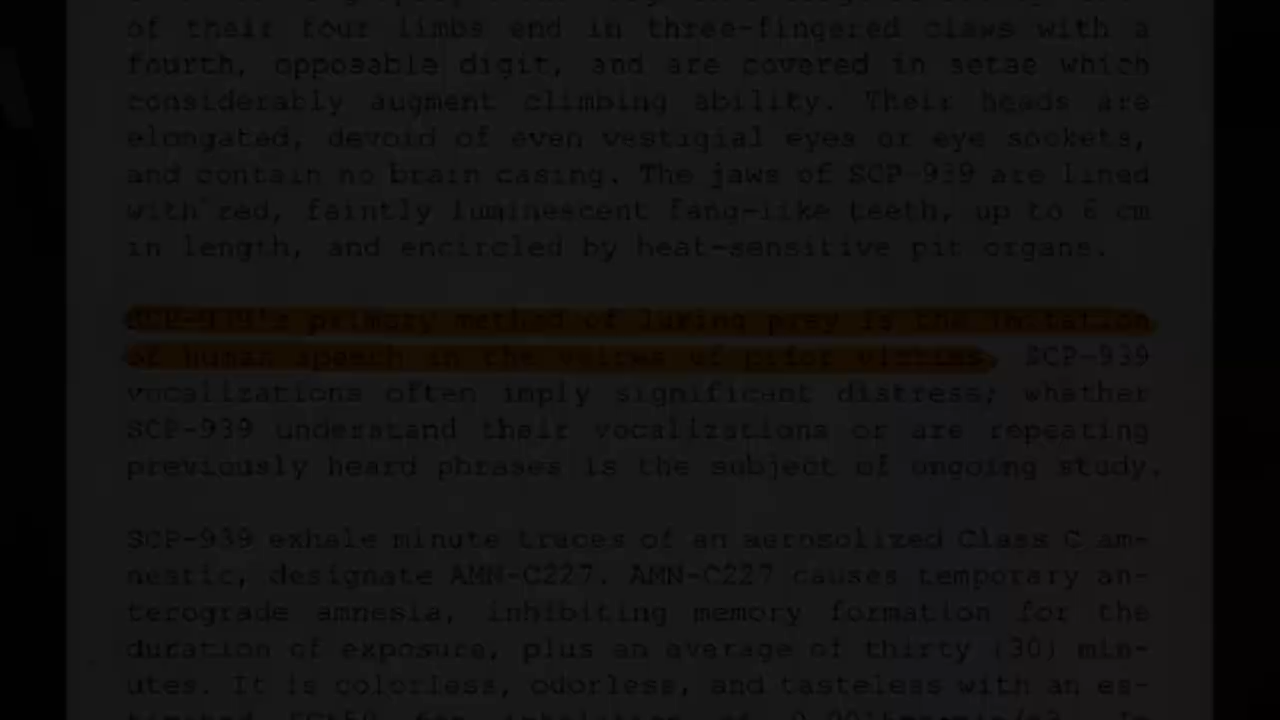 of their four limbs end in three-fingered claws with a
fourth, opposable digit, and are covered in setae which
considerably augment climbing ability. Their heads are
elongated, devoid of even vestigial eyes or eye sockets,
and contain no brain casing. The jaws of SCP-939 are lined
with red, faintly luminescent fang-like teeth, up to 6 cm
in length, and encircled by heat-sensitive pit organs.
SCP-939's primary method of luring prey is the imitation
of human speech in the voices of prior victims. SCP-939
vocalizations often imply significant distress; whether
SCP-939 understand their vocalizations or are repeating
previously heard phrases is the subject of ongoing study.
SCP-939 exhale minute traces of an aerosolized Class C am-
nestic, designate AMN-C227. AMN-C227 causes temporary an-
terograde amnesia, inhibiting memory formation for the
duration of exposure, plus an average of thirty (30) min-
utes. It is colorless, odorless, and tasteless with an es-